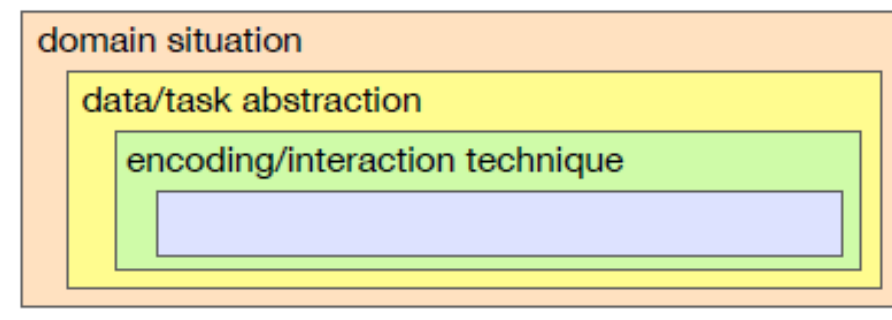 domain situation
data/task abstraction
encoding/interaction technique